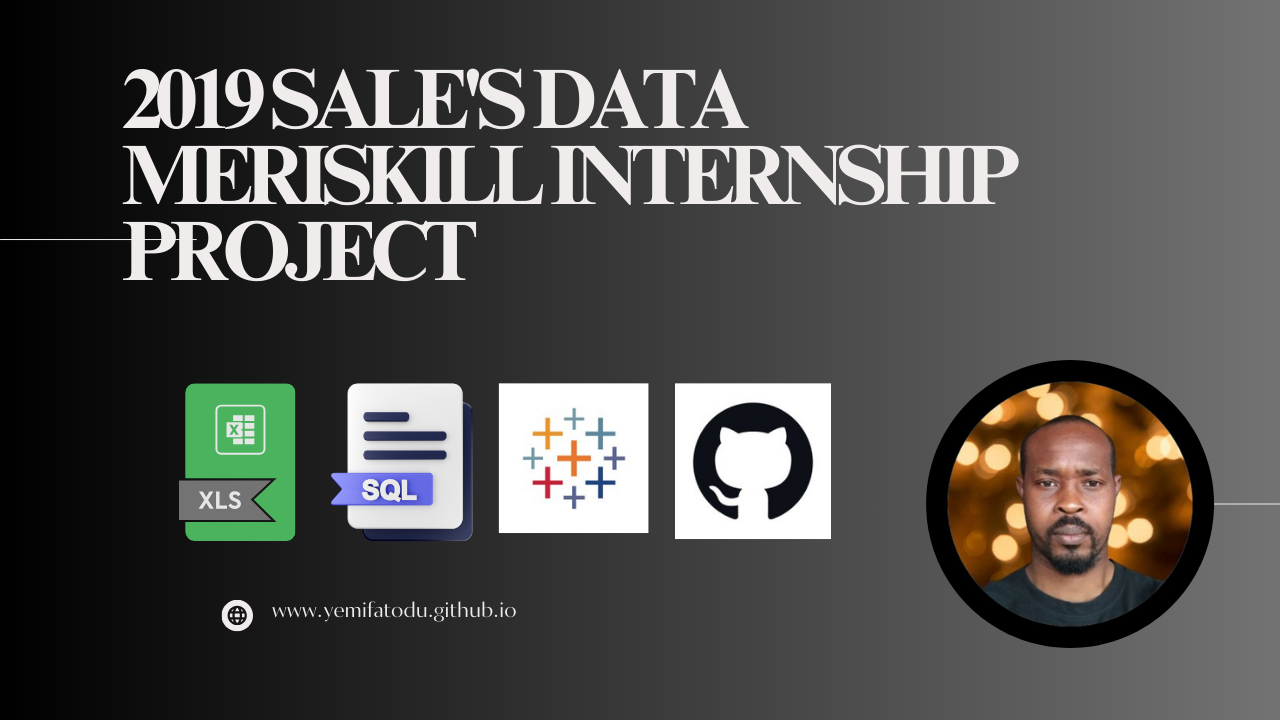 2019 SALE'S DATA
MERISKILL INTERNSHIP
PROJECT
X
XLS
SQL
www.yemifatodu.github.io